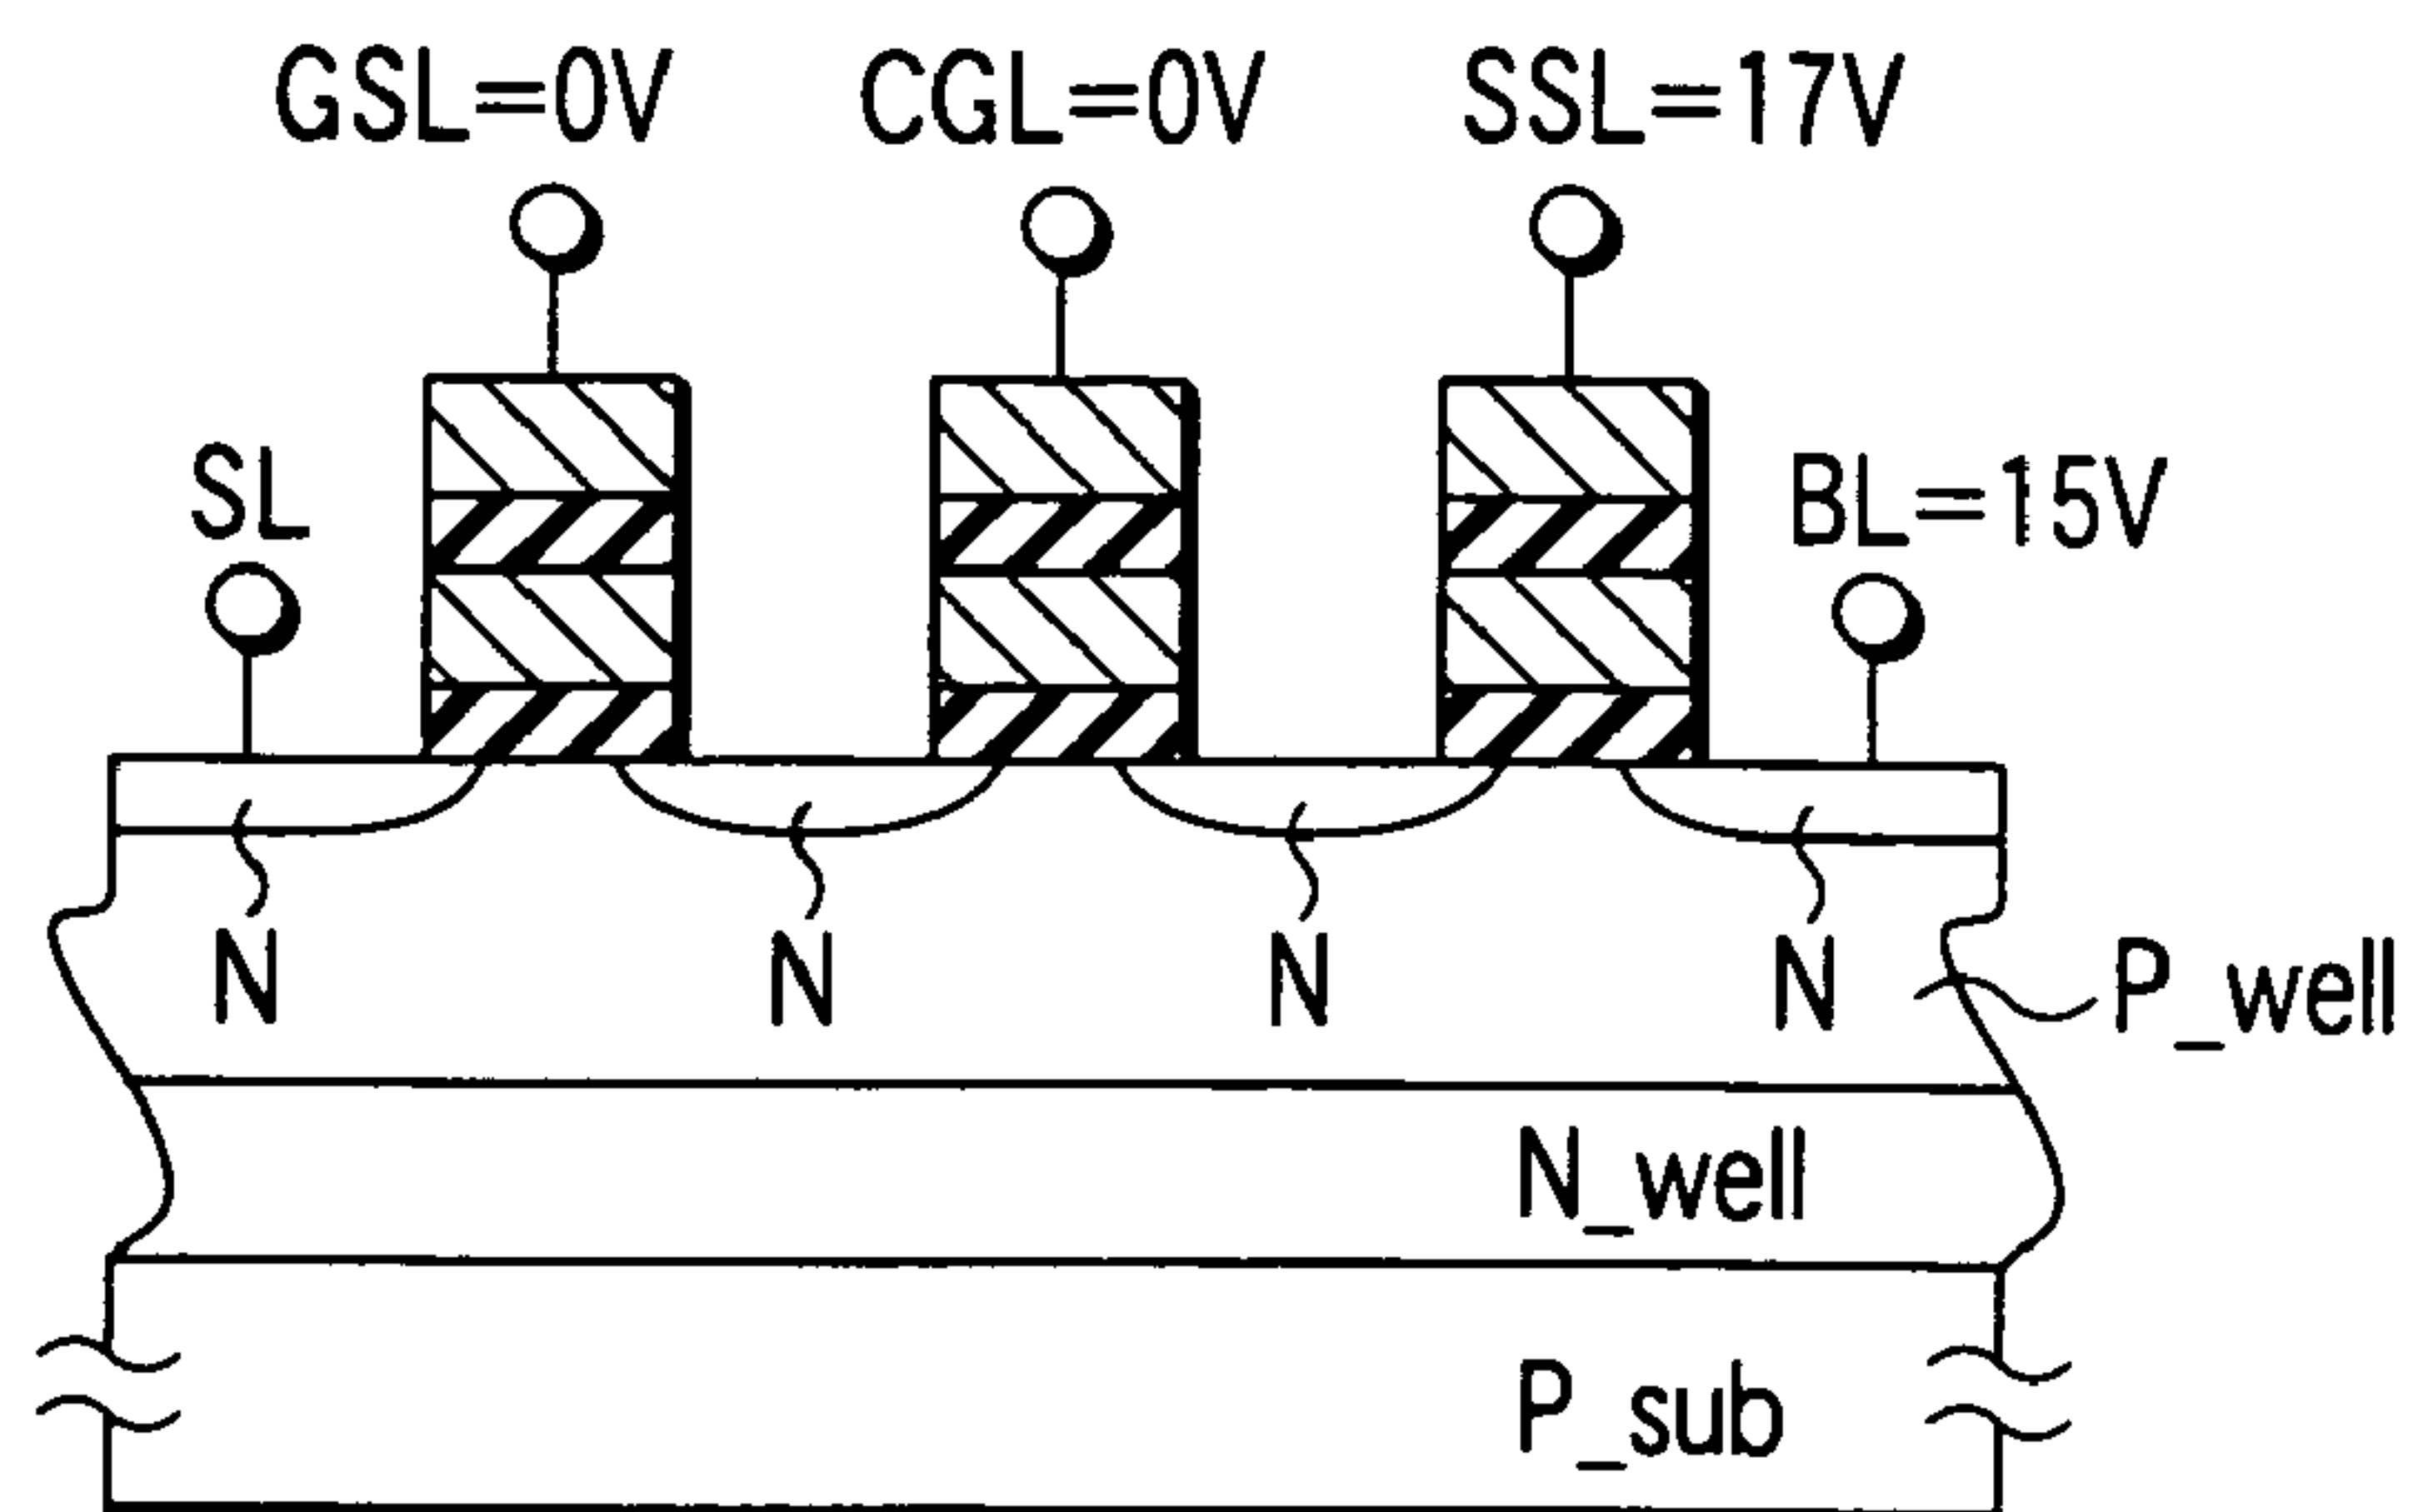 GSL=0V CGL=0V SSL=17V
SL BL=15V
N N N N P_well
N_well
P_sub